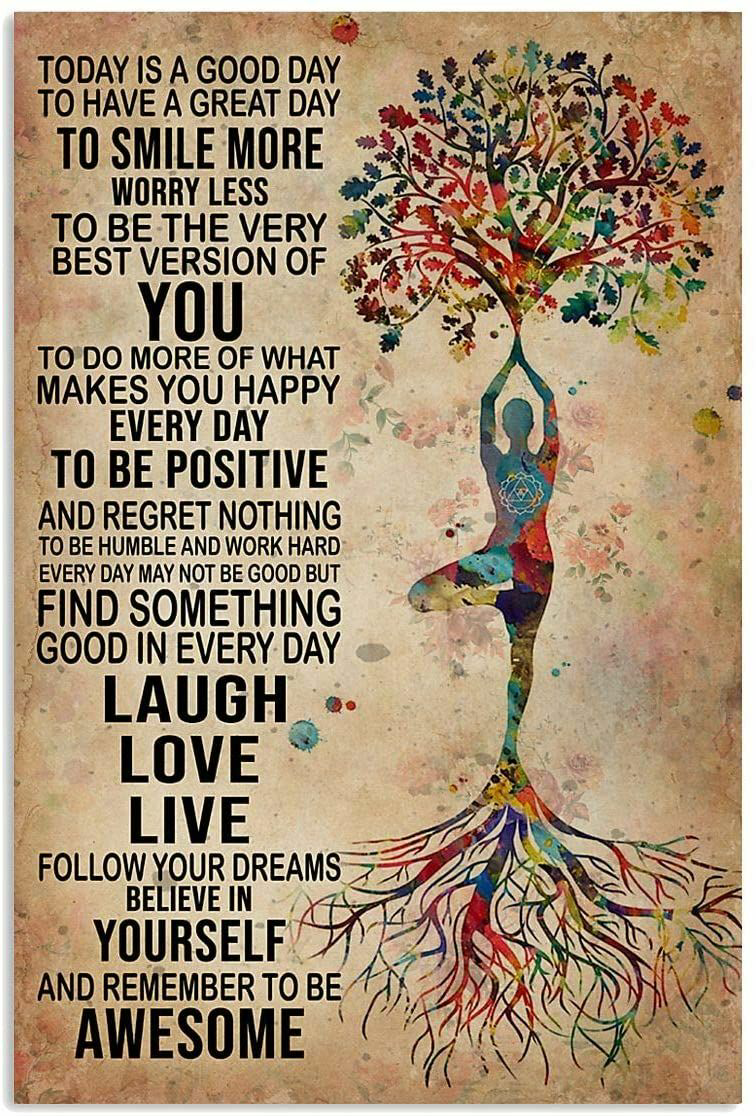 TODAY IS A GOOD DAY
TO HAVE A GREAT DAY
TO SMILE MORE
WORRY LESS
TO BE THE VERY
BEST VERSION OF
YOU
TO DO MORE OF WHAT
MAKES YOU HAPPY
EVERY DAY
TO BE POSITIVE
AND REGRET NOTHING
TO BE HUMBLE AND WORK HARD
EVERY DAY MAY NOT BE GOOD BUT
FIND SOMETHING
GOOD IN EVERY DAY
LAUGH
LOVE
LIVE
FOLLOW YOUR DREAMS
BELIEVE IN
YOURSELF
AND REMEMBER TO BE
AWESOME